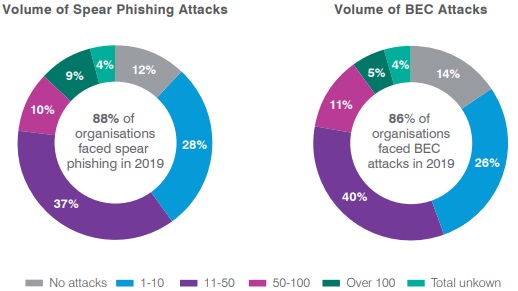 Volume of Spear Phishing Attacks
4%
12%
9%
10%
28%
37%
88% of
organisations
faced spear
phishing in 2019
Volume of BEC Attacks
4%
14%
5%
11%
26%
40%
86% of
organisations
faced BEC
attacks in 2019
No attacks
1-10
11-50
50-100
Over 100
Total unkown